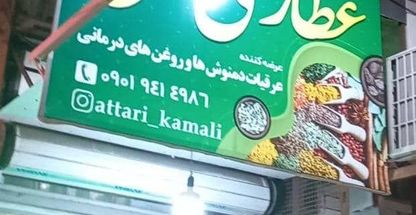 عطاری
عرضه کننده
عرقیات دمنوش ها و روغن های درمانی
۰۹۰۱ ۹۴۱ ۴۹۸۶
attari_kamali